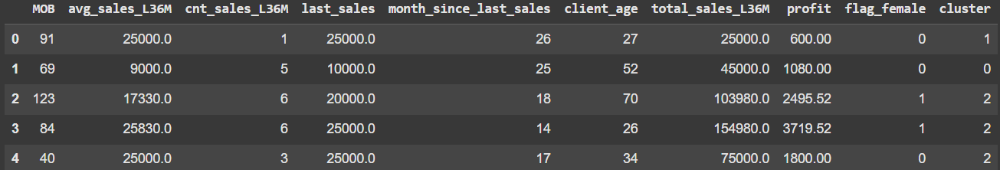 MOB avg_sales_L36M cnt_sales_L36M last_sales month_since_last_sales client_age total_sales_L36M profit flag_female cluster
0 91 25000.0 1 25000.0 26 27 25000.0 600.00 0 1
1 69 9000.0 5 10000.0 25 52 45000.0 1080.00 0 0
2 123 17330.0 6 20000.0 18 70 103980.0 2495.52 1 2
3 84 25830.0 6 25000.0 14 26 154980.0 3719.52 1 2
4 40 25000.0 3 25000.0 17 34 75000.0 1800.00 0 2